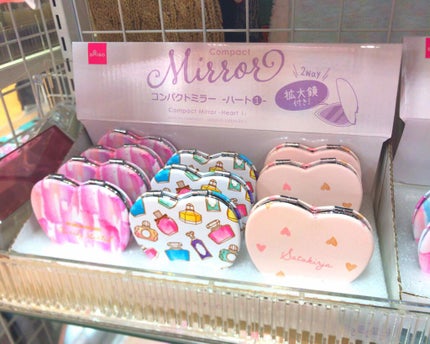 DAISO
Compact
Mirror
コンパクトミラー -ハート①-
Compact Mirror -Heart 1-
2way
拡大鏡
付き!